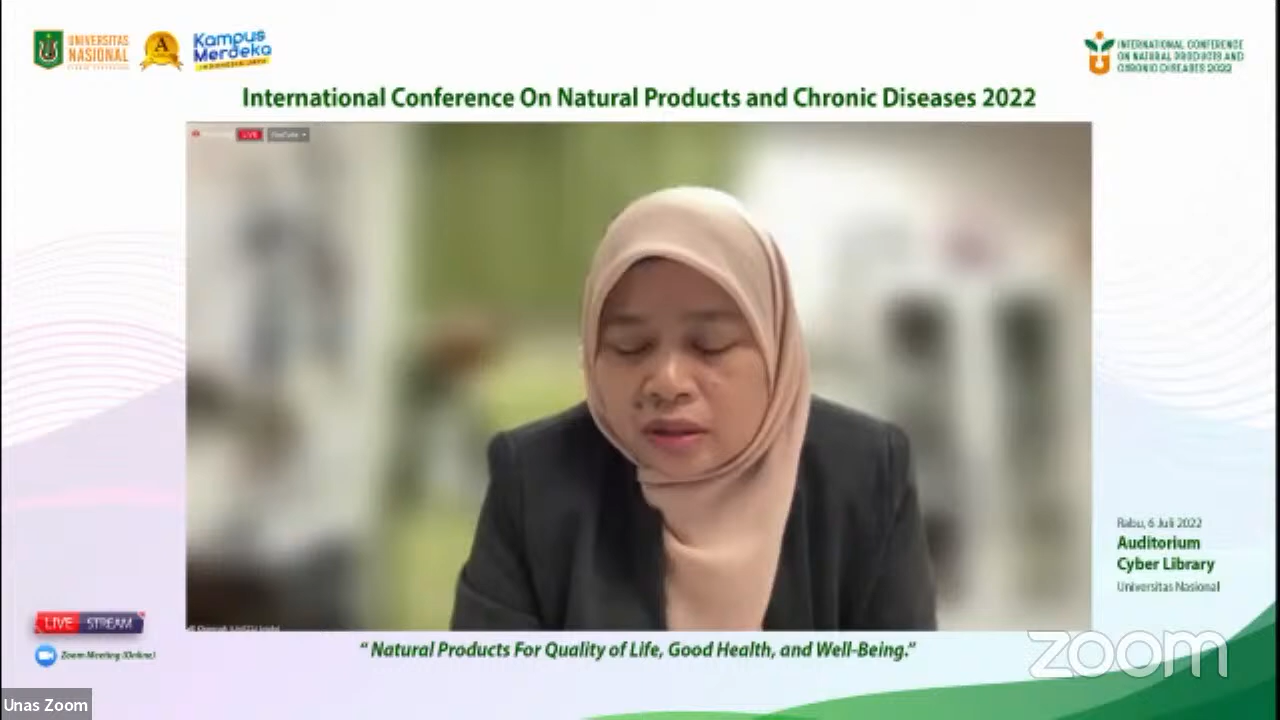 UNIVERSITAS
NASIONAL
A
Kampus
Merdeka
INTERNATIONAL CONFERENCE
ON NATURAL PRODUCTS AND
CHRONIC DISEASES 2022
International Conference On Natural Products and Chronic Diseases 2022
LIVE
YouTube
Rabu, 6 Juli 2022
Auditorium
Cyber Library
Universitas Nasional
LIVE STREAM
Zoom Meeting (Online)
“ Natural Products For Quality of Life, Good Health, and Well-Being.”
zoom
Unas Zoom